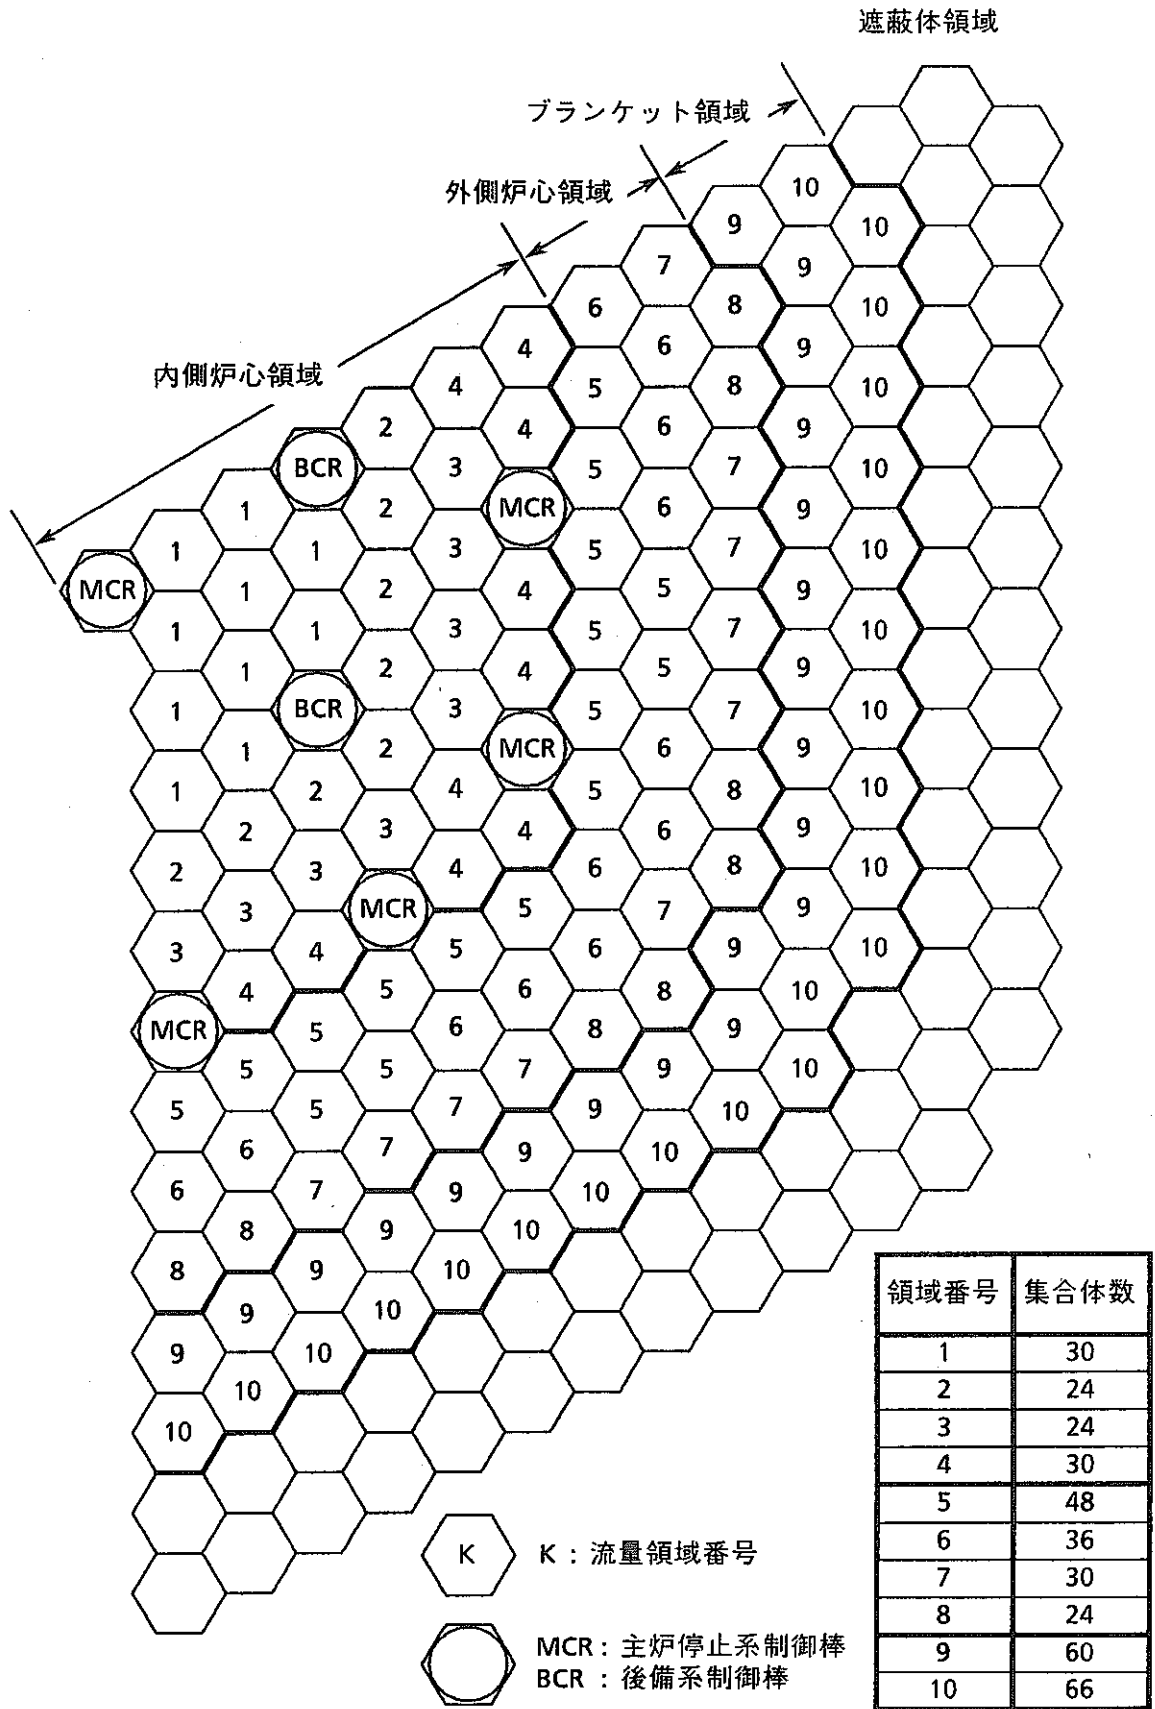 遮蔽体領域
ブランケット領域
10
外側炉心領域
9 10
7 9
6 8 10
4 6 9
内側炉心領域
4 5 8 10
2 4 6 9
BCR 3 5 7 10
1 2 MCR 6 9
1 1 3 5 7 10
MCR 1 2 4 5 9
1 1 3 5 7 10
1 2 4 5 9
1 BCR 3 5 7 10
1 2 MCR 6 9
1 2 4 5 8 10
2 3 4 6 9
2 3 4 6 8 10
3 MCR 5 7 9
3 4 5 6 9 10
4 5 6 8 10
MCR 5 6 8 9
5 5 7 9 10
5 5 7 9 10
6 7 9 10
6 7 9 10
8 9 10
8 9 10
9 10
9 10
10
10
領域番号 集合体数
1 30
2 24
3 24
4 30
5 48
6 36
7 30
8 24
9 60
10 66
K K : 流量領域番号
MCR : 主炉停止系制御棒
BCR : 後備系制御棒